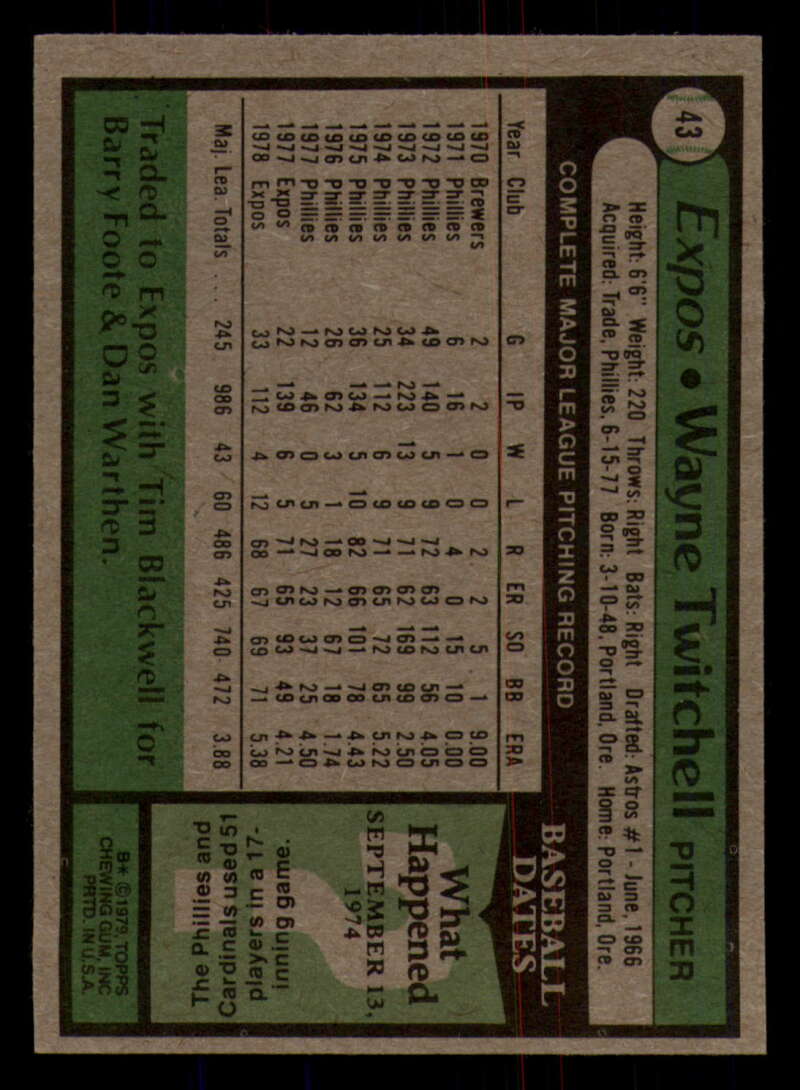 43
Expos • Wayne Twitchell PITCHER
Height: 6'6" Weight: 220 Throws: Right Bats: Right Drafted: Astros #1 - June, 1966
Acquired: Trade, Phillies, 6-15-77 Born: 3-10-48, Portland, Ore. Home: Portland, Ore.
COMPLETE MAJOR LEAGUE PITCHING RECORD
Year Club G IP W L R ER SO BB ERA
1970 Brewers 2 2 0 0 2 2 5 1 9.00
1971 Phillies 6 16 1 0 4 0 15 10 0.00
1972 Phillies 49 140 5 9 72 63 112 56 4.05
1973 Phillies 34 223 13 9 71 62 169 99 2.50
1974 Phillies 25 112 6 9 71 65 72 65 5.22
1975 Phillies 36 134 5 10 82 66 101 78 4.43
1976 Phillies 26 62 3 1 18 12 67 18 1.74
1977 Phillies 12 46 0 5 27 23 37 25 4.50
1977 Expos 22 139 6 5 71 65 93 49 4.21
1978 Expos 33 112 4 12 68 67 69 71 5.38
Maj. Lea Totals ... 245 986 43 60 486 425 740 472 3.88
Traded to Expos with Tim Blackwell for
Barry Foote & Dan Warthen.
BASEBALL
DATES
What
Happened
SEPTEMBER 13,
1974
The Phillies and
Cardinals used 51
players in a 17-
inning game.
B* ©1979, TOPPS
CHEWING GUM, INC
PRTD. IN U.S.A.